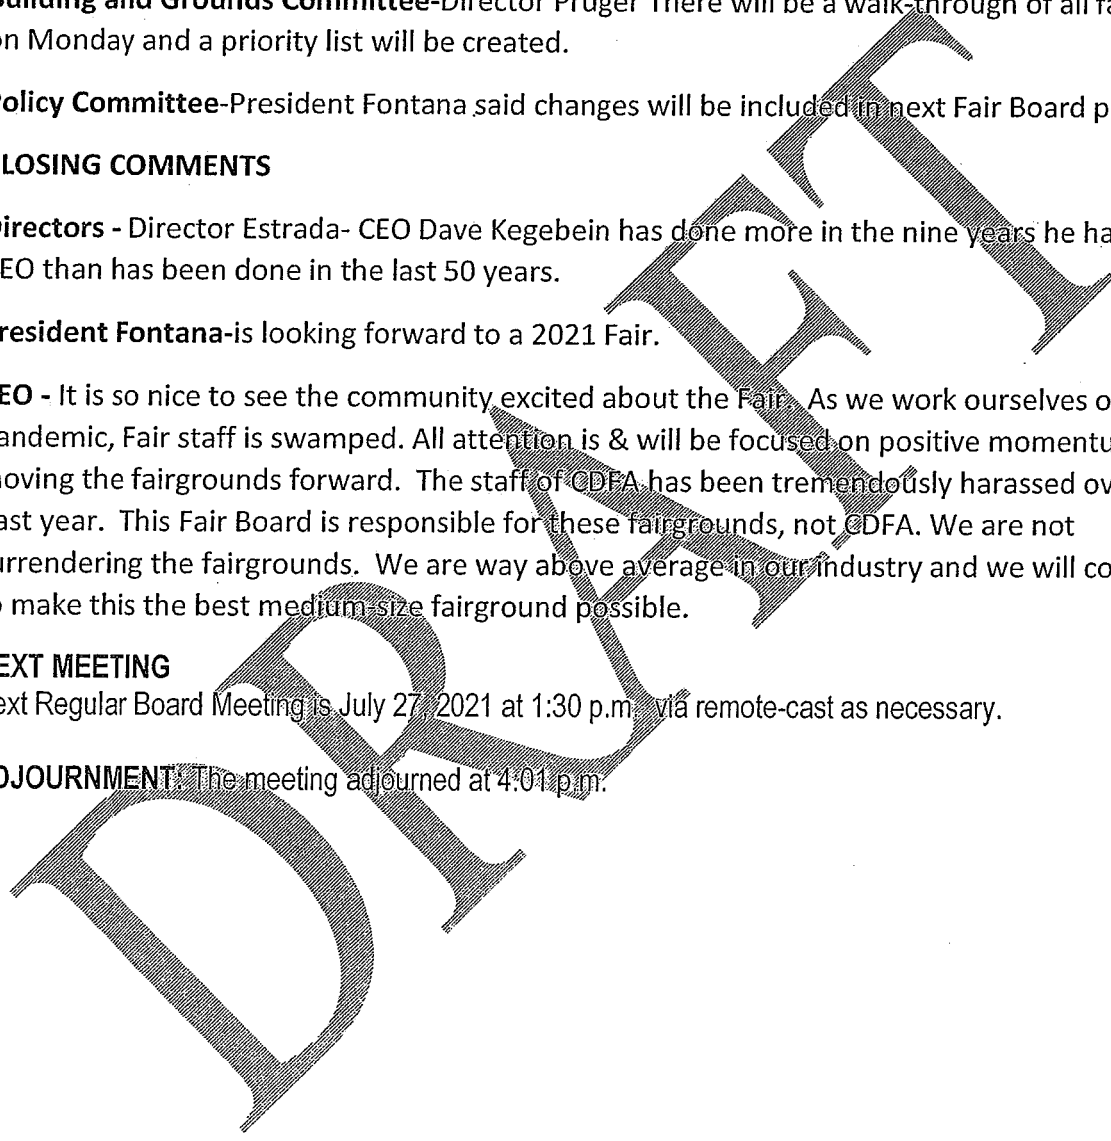 uilding and Grounds Committee-Director Pruger There will be a walk-through of all fa
on Monday and a priority list will be created.
Policy Committee-President Fontana said changes will be included in next Fair Board p
LOSING COMMENTS
irectors - Director Estrada- CEO Dave Kegebein has done more in the nine years he ha
EO than has been done in the last 50 years.
resident Fontana-is looking forward to a 2021 Fair.
EO - It is so nice to see the community excited about the Fair. As we work ourselves o
andemic, Fair staff is swamped. All attention is & will be focused on positive momentu
oving the fairgrounds forward. The staff of CDFA has been tremendously harassed ov
ast year. This Fair Board is responsible for these fairgrounds, not CDFA. We are not
urrendering the fairgrounds. We are way above average in our industry and we will co
o make this the best medium-size fairground possible.
EXT MEETING
ext Regular Board Meeting is July 27, 2021 at 1:30 p.m. via remote-cast as necessary.
DJOURNMENT: The meeting adjourned at 4:01 p.m.
DRAFT